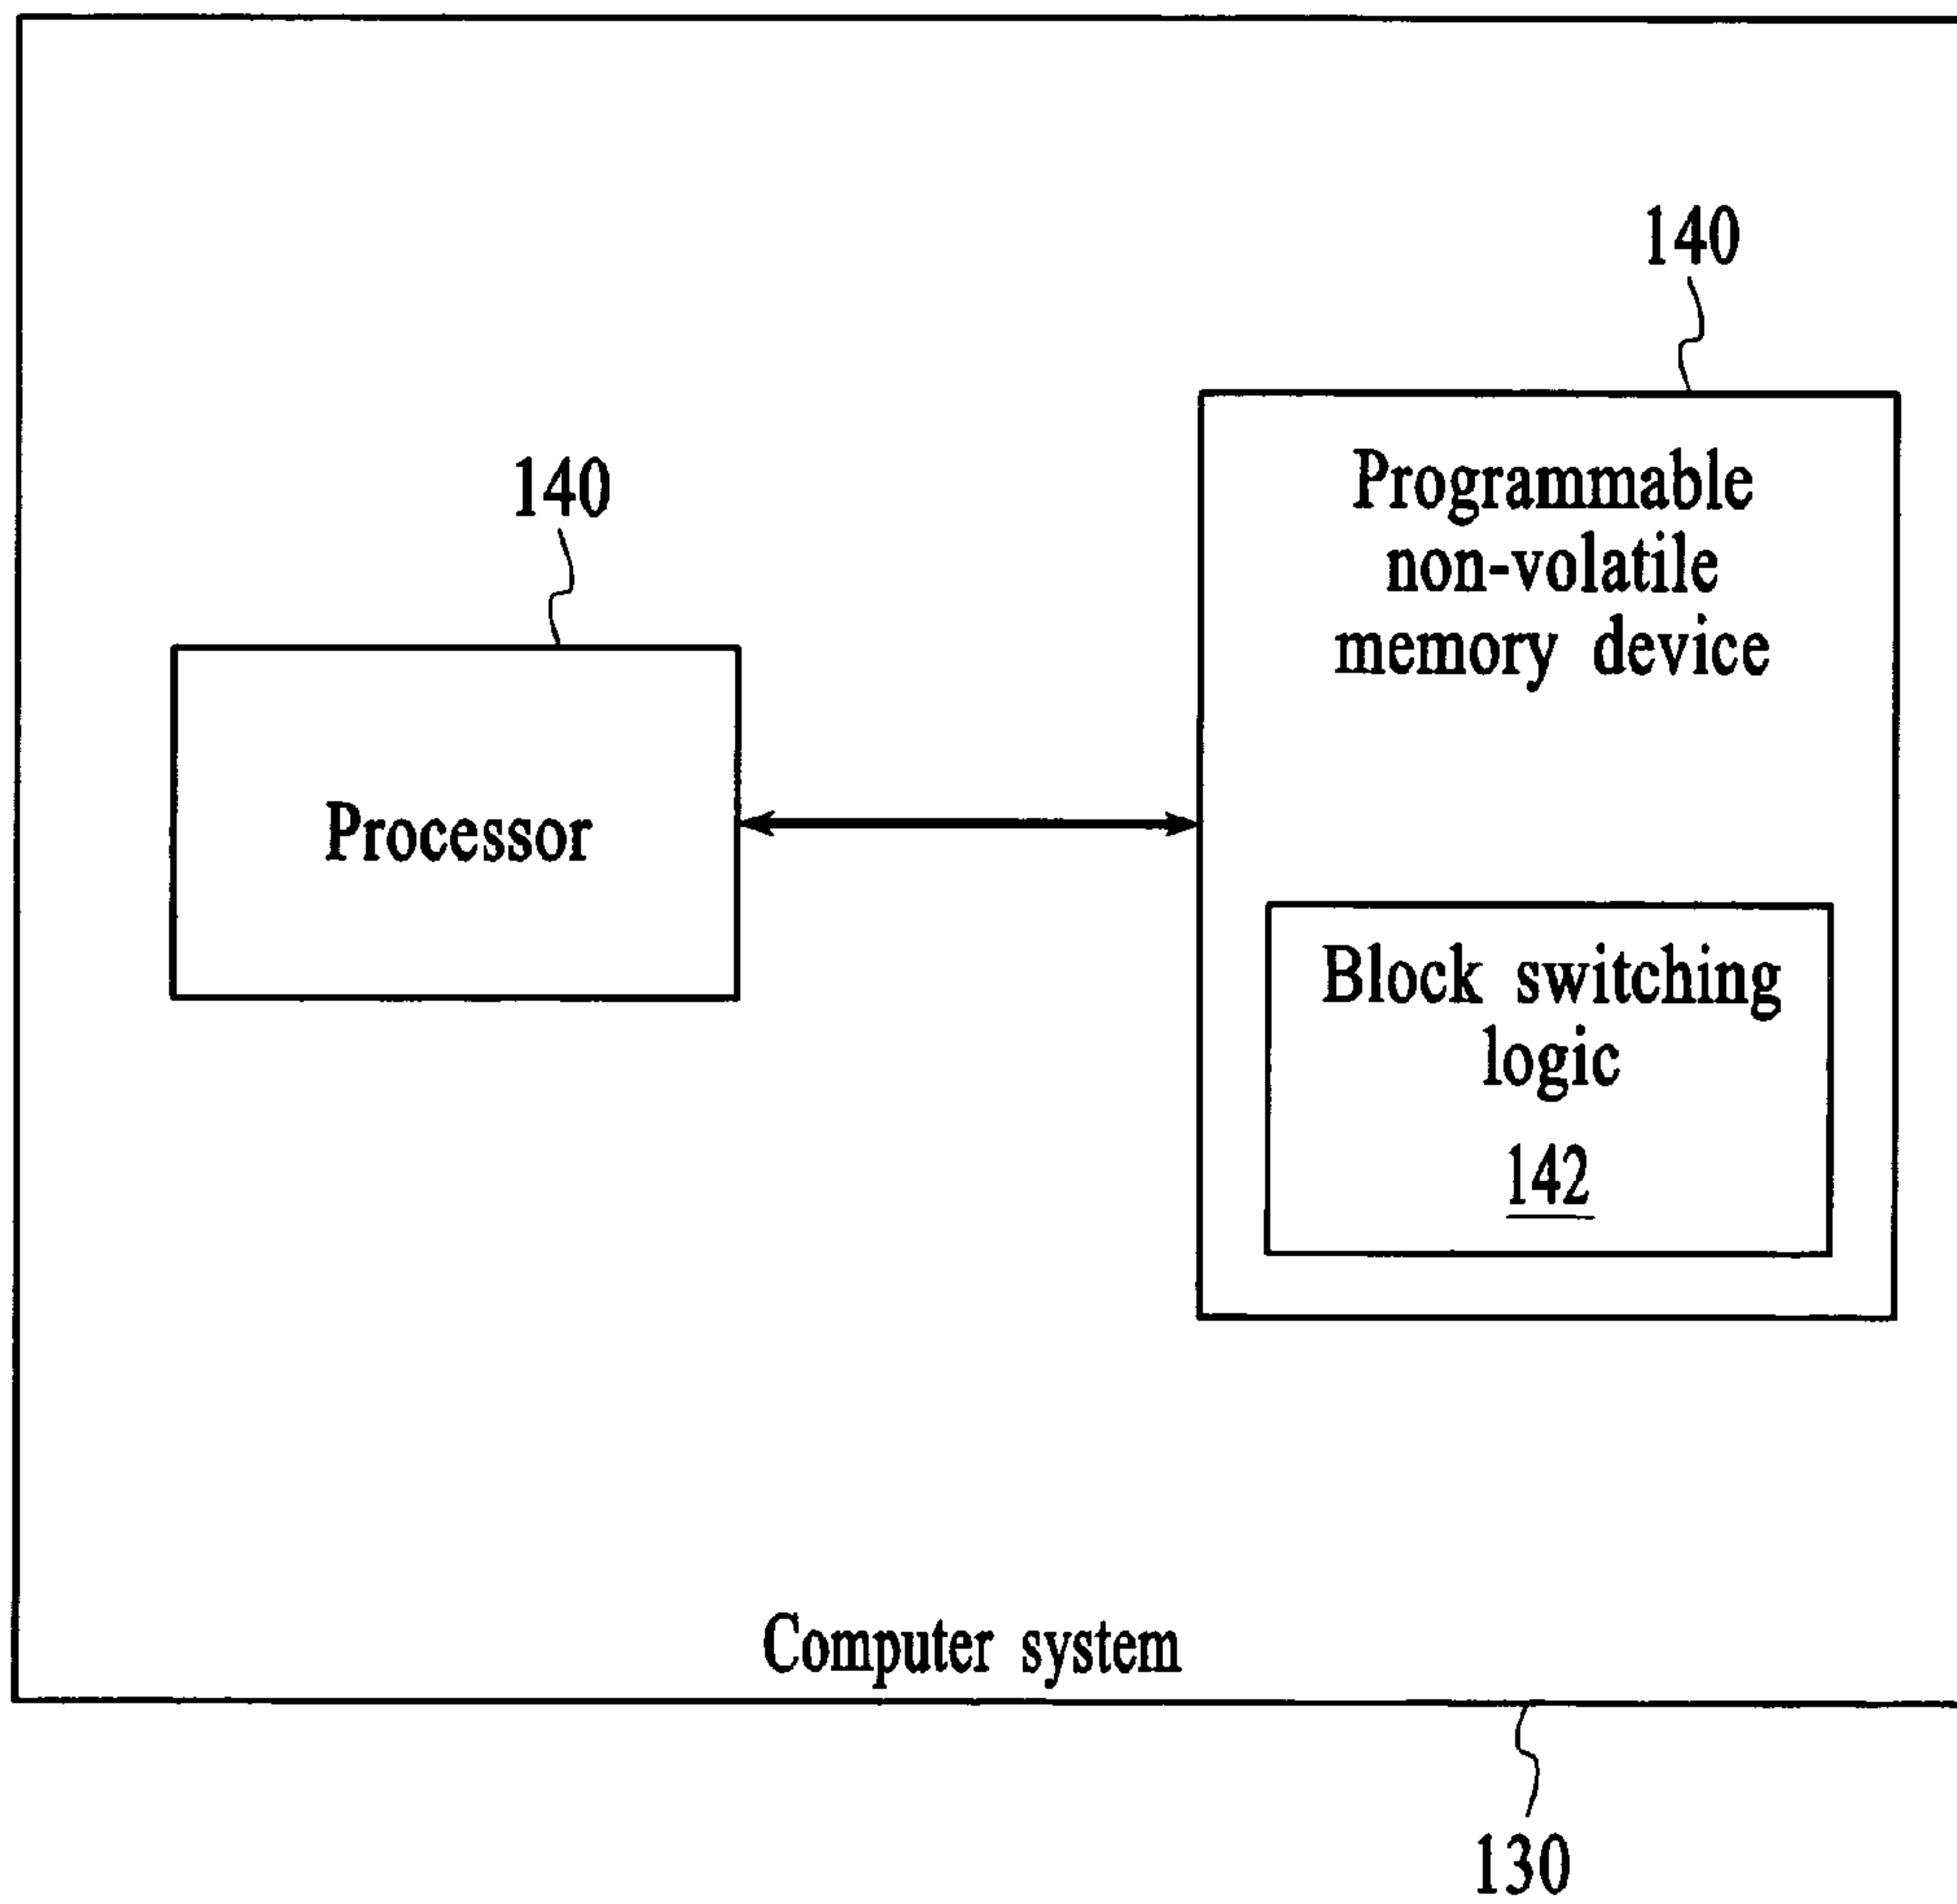 140
Programmable
non-volatile
memory device
140
Processor
Block switching
logic
142
Computer system
130